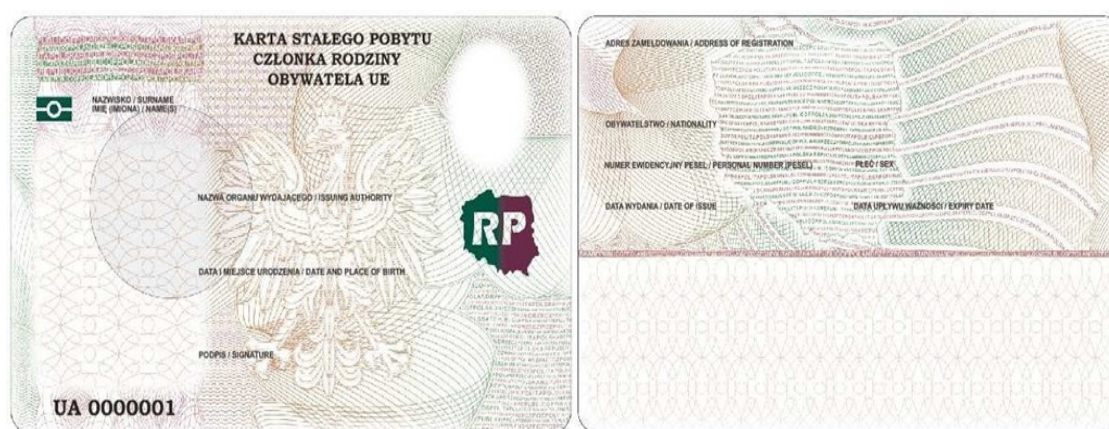 KARTA STAŁEGO POBYTU
CZŁONKA RODZINY
OBYWATELA UE
NAZWISKO / SURNAME
IMIĘ (IMIONA) / NAME(S)
NAZWA ORGANU WYDAJĄCEGO / ISSUING AUTHORITY
RP
DATA I MIEJSCE URODZENIA / DATE AND PLACE OF BIRTH
PODPIS / SIGNATURE
UA 0000001
ADRES ZAMELDOWANIA / ADDRESS OF REGISTRATION
OBYWATELSTWO / NATIONALITY
NUMER EWIDENCYJNY PESEL / PERSONAL NUMBER (PESEL)
PŁEĆ / SEX
DATA WYDANIA / DATE OF ISSUE
DATA UPŁYWU WAŻNOŚCI / EXPIRY DATE